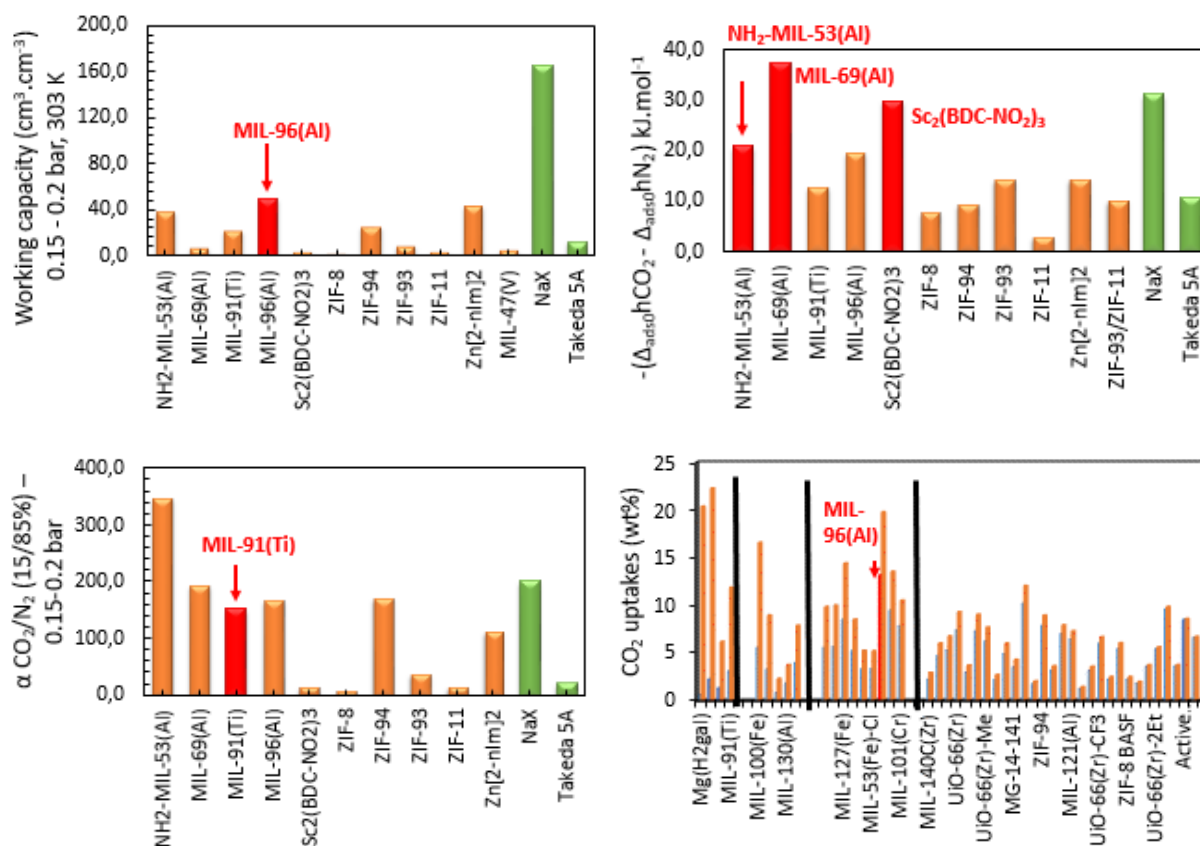 Working capacity (cm³.cm⁻³)
0.15 - 0.2 bar, 303 K
200,0
160,0
120,0
80,0
40,0
0,0
MIL-96(Al)
NH2-MIL-53(Al)
MIL-69(Al)
MIL-91(Ti)
MIL-96(Al)
Sc2(BDC-NO2)3
ZIF-8
ZIF-94
ZIF-93
ZIF-11
Zn[2-nIm]2
MIL-47(V)
NaX
Takeda 5A
-(Δads0hCO₂- Δads0hN₂) kJ.mol⁻¹
40,0
30,0
20,0
10,0
0,0
NH₂-MIL-53(Al)
MIL-69(Al)
Sc₂(BDC-NO₂)₃
NH2-MIL-53(Al)
MIL-69(Al)
MIL-91(Ti)
MIL-96(Al)
Sc2(BDC-NO2)3
ZIF-8
ZIF-94
ZIF-93
ZIF-11
Zn[2-nIm]2
ZIF-93/ZIF-11
NaX
Takeda 5A
α CO₂/N₂ (15/85%) –
0.15-0.2 bar
400,0
300,0
200,0
100,0
0,0
MIL-91(Ti)
NH2-MIL-53(Al)
MIL-69(Al)
MIL-91(Ti)
MIL-96(Al)
Sc2(BDC-NO2)3
ZIF-8
ZIF-94
ZIF-93
ZIF-11
Zn[2-nIm]2
NaX
Takeda 5A
CO₂ uptakes (wt%)
25
20
15
10
5
0
MIL-
96(Al)
Mg(H2gal)
MIL-91(Ti)
MIL-100(Fe)
MIL-130(Al)
MIL-127(Fe)
MIL-53(Fe)-Cl
MIL-101(Cr)
MIL-140C(Zr)
UiO-66(Zr)
UiO-66(Zr)-Me
MG-14-141
ZIF-94
MIL-121(Al)
UiO-66(Zr)-CF3
ZIF-8 BASF
UiO-66(Zr)-2Et
Active...